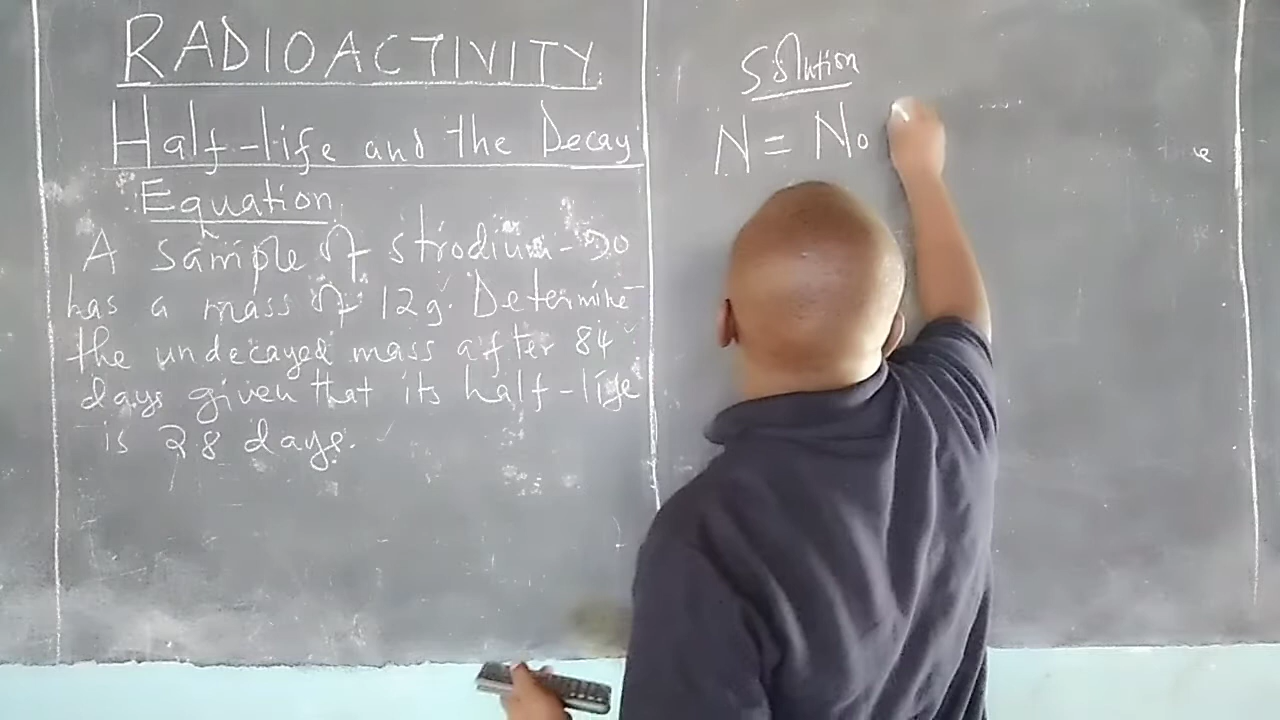 RADIOACTIVITY
Half-life and the Decay
Equation
A sample of strodium-90
has a mass of 12g. Determine
the undecayed mass after 84
days given that its half-life
is 28 days.
Solution
N = No